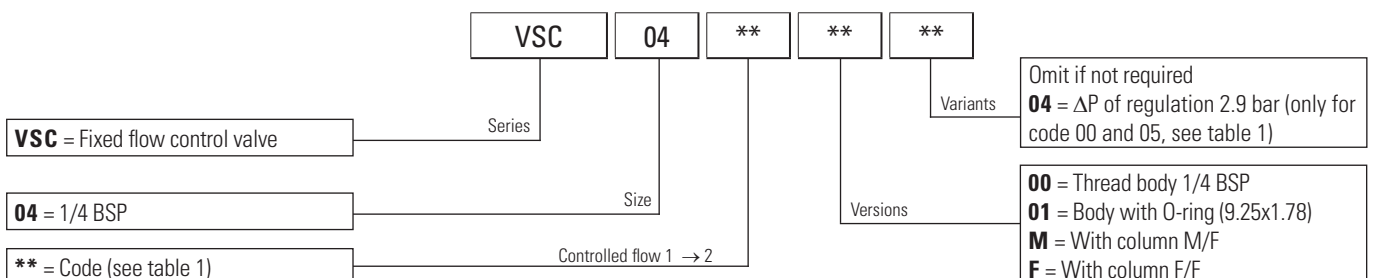 VSC 04 ** ** **
Omit if not required
04 = ΔP of regulation 2.9 bar (only for
code 00 and 05, see table 1)
Variants
Series
VSC = Fixed flow control valve
00 = Thread body 1/4 BSP
01 = Body with O-ring (9.25x1.78)
M = With column M/F
F = With column F/F
Versions
Size
04 = 1/4 BSP
Controlled flow 1 → 2
** = Code (see table 1)